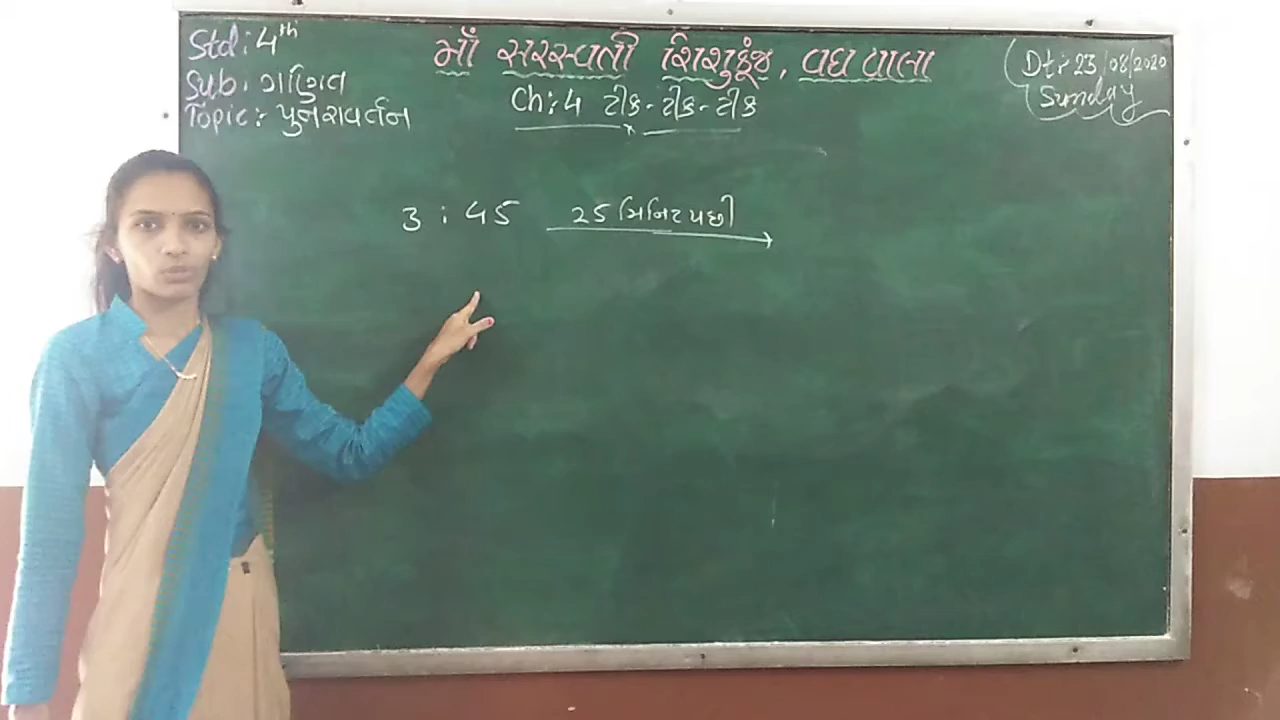 Std: 4th
Sub. ગણિત
Topic: પુનરાવર્તન
માઁ સરસ્વતી શિશુકુંજ, વઘવાલા
Ch: 4 ટીક-ટીક-ટીક
Dt: 23/08/2020
Sunday
3 : 45 25 મિનિટ પછી